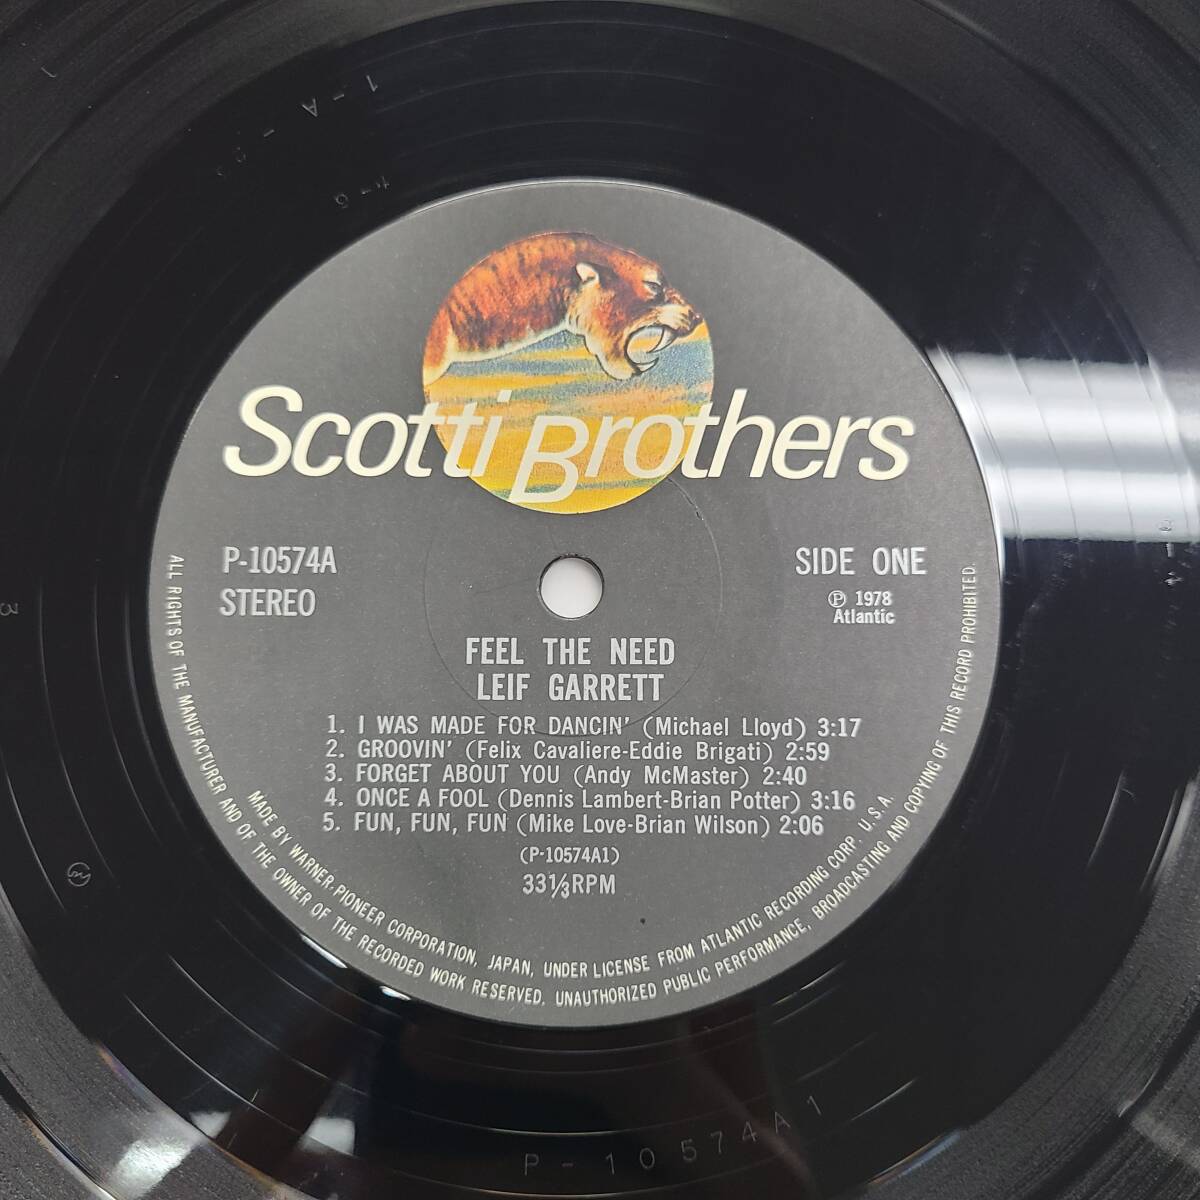 Scotti Brothers
P-10574A
STEREO
SIDE ONE
Ⓟ 1978
Atlantic
FEEL THE NEED
LEIF GARRETT
1. I WAS MADE FOR DANCIN' (Michael Lloyd) 3:17
2. GROOVIN' (Felix Cavaliere-Eddie Brigati) 2:59
3. FORGET ABOUT YOU (Andy McMaster) 2:40
4. ONCE A FOOL (Dennis Lambert-Brian Potter) 3:16
5. FUN, FUN, FUN (Mike Love-Brian Wilson) 2:06
(P-10574A1)
33⅓RPM
MADE BY WARNER-PIONEER CORPORATION, JAPAN, UNDER LICENSE FROM ATLANTIC RECORDING CORP. U.S.A.
ALL RIGHTS OF THE MANUFACTURER AND OF THE OWNER OF THE RECORDED WORK RESERVED. UNAUTHORIZED PUBLIC PERFORMANCE, BROADCASTING AND COPYING OF THIS RECORD PROHIBITED.
P-10574A1
1-A-
3